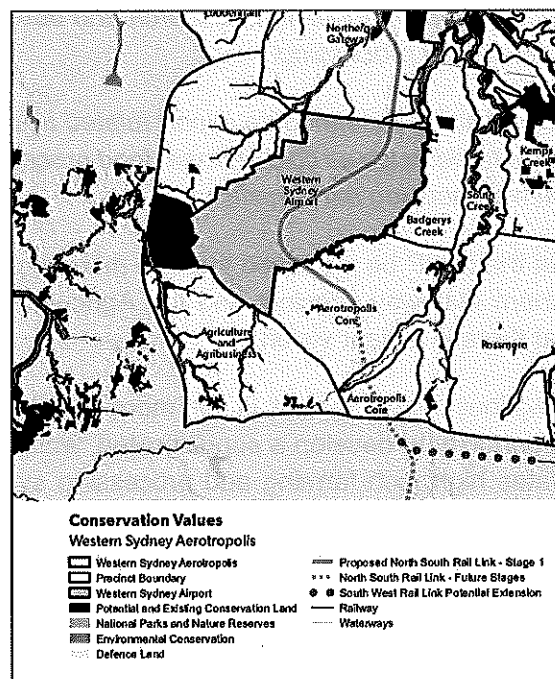 Luddenham
Northern
Gateway
Kemps
Creek
Western
Sydney
Airport
South
Creek
Badgerys
Creek
Aerotropolis
Core
Rossmore
Agriculture
and
Agribusiness
Aerotropolis
Core
Conservation Values
Western Sydney Aerotropolis
Western Sydney Aerotropolis
Precinct Boundary
Western Sydney Airport
Potential and Existing Conservation Land
National Parks and Nature Reserves
Environmental Conservation
Defence Land
Proposed North South Rail Link - Stage 1
North South Rail Link - Future Stages
South West Rail Link Potential Extension
Railway
Waterways